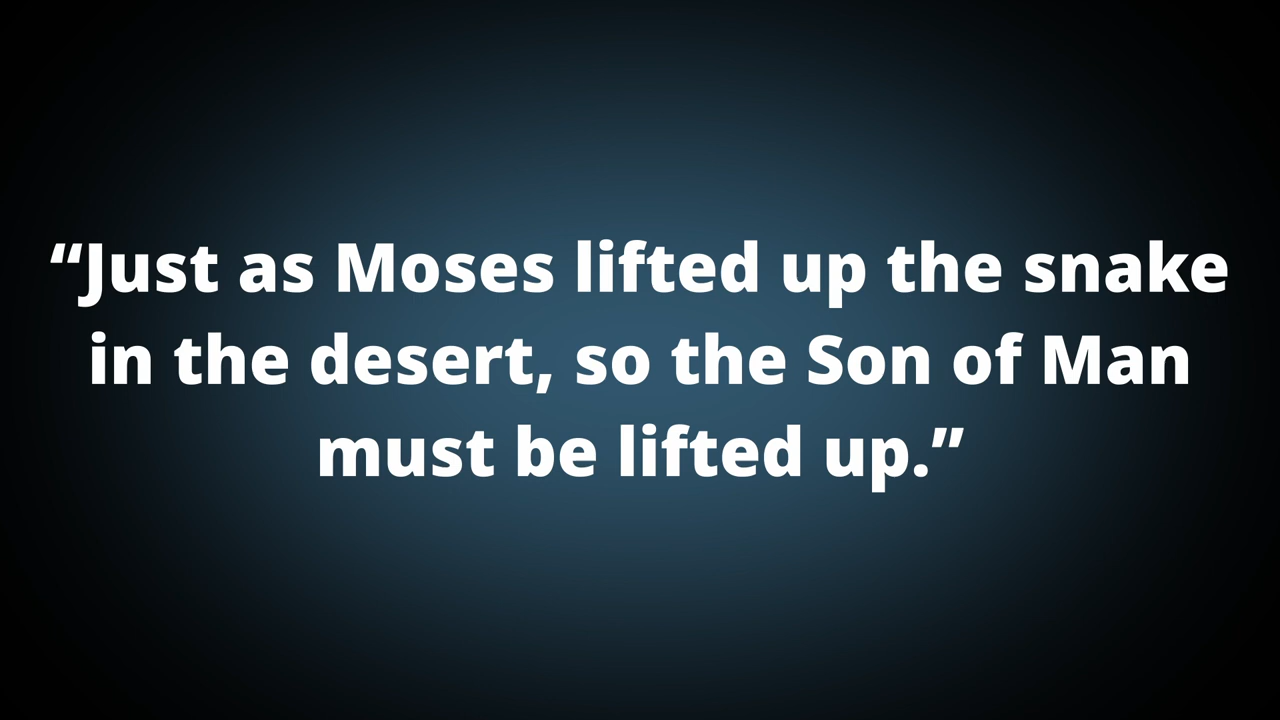 “Just as Moses lifted up the snake
in the desert, so the Son of Man
must be lifted up.”